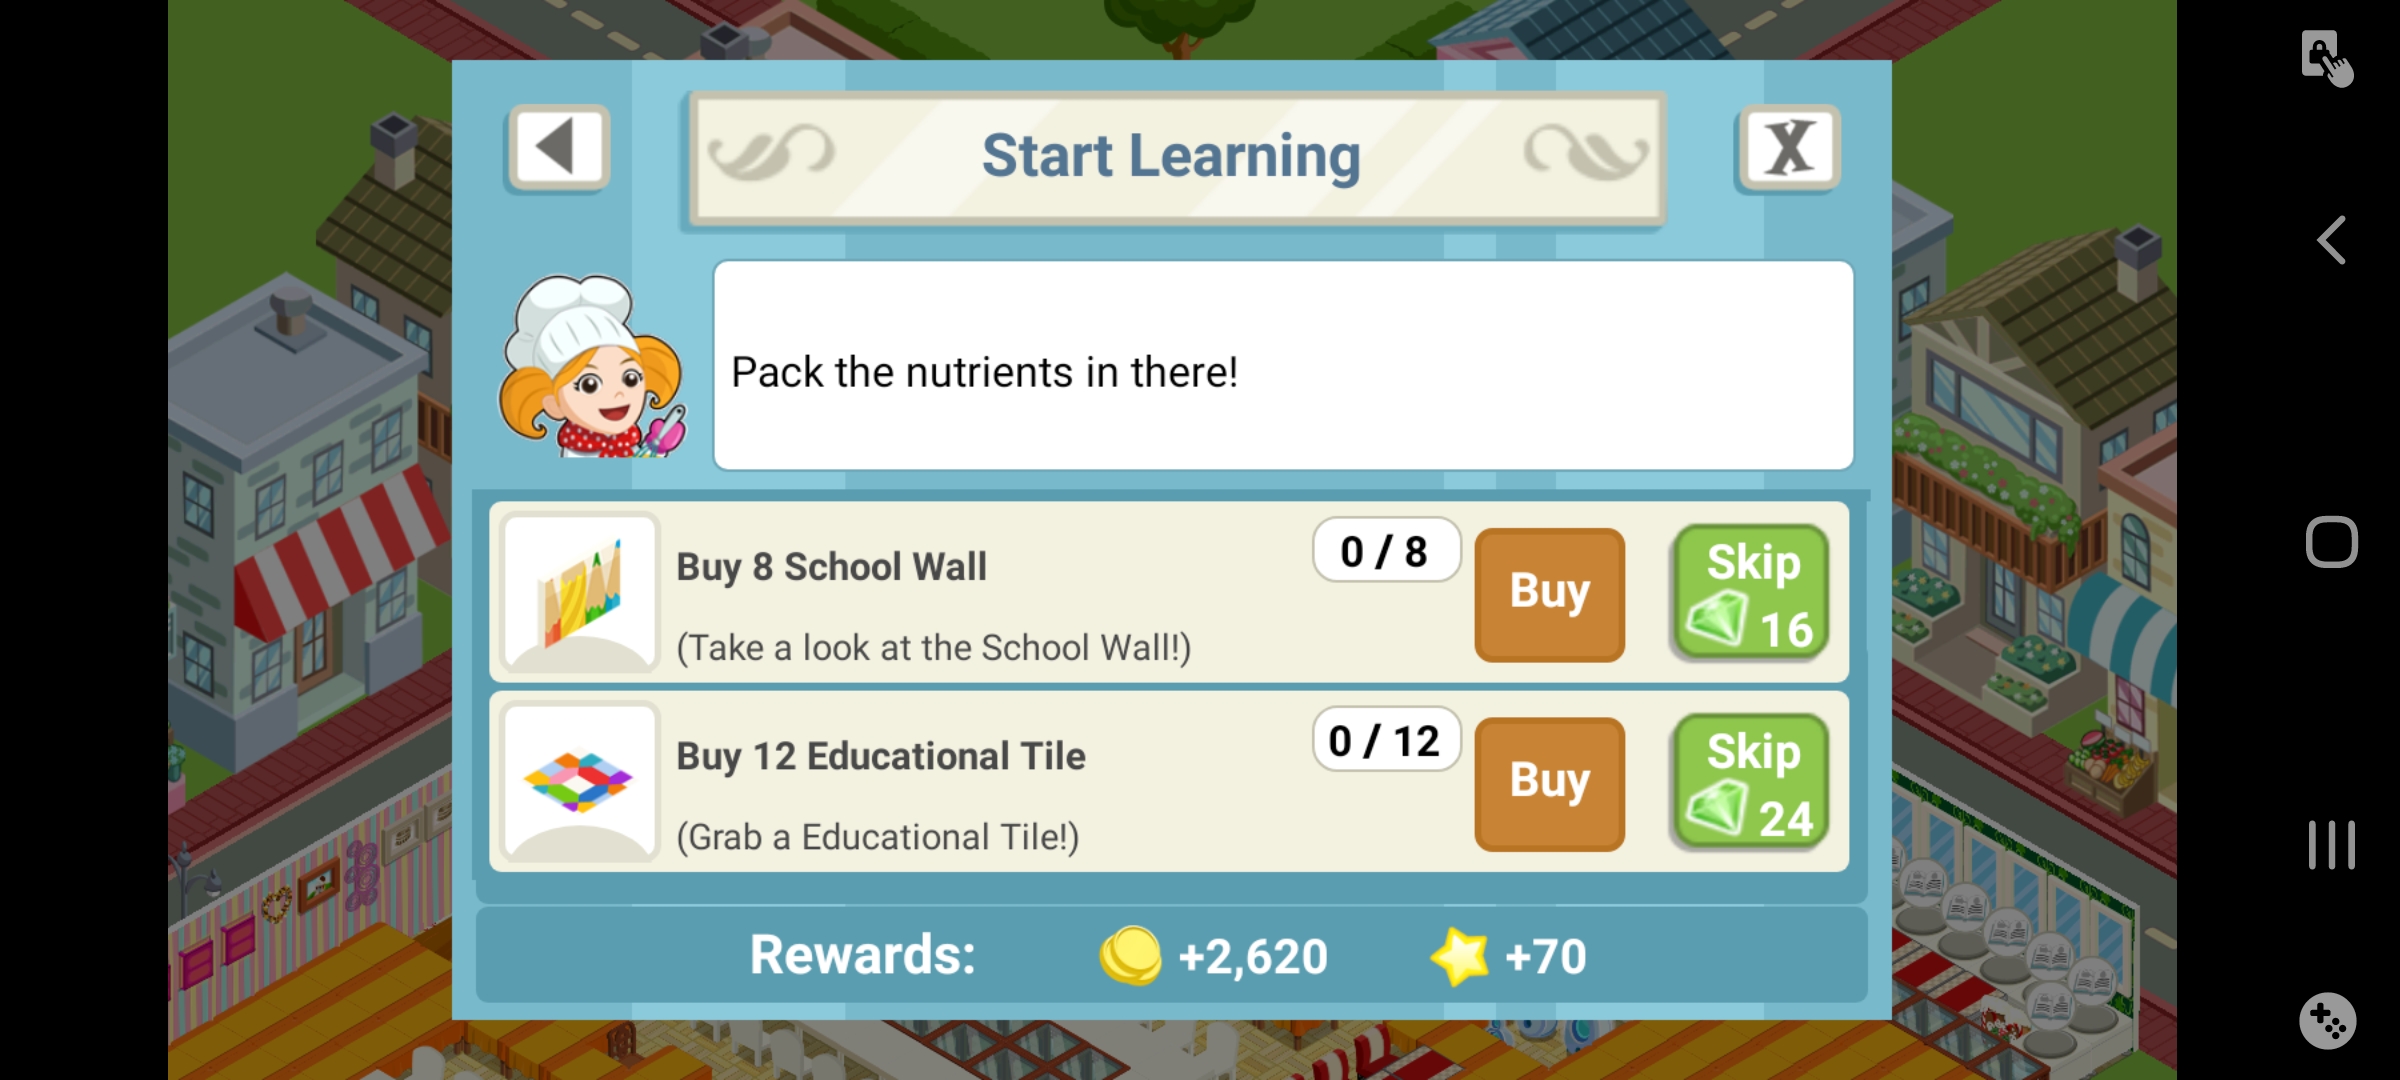 Start Learning
X
Pack the nutrients in there!
Buy 8 School Wall
0 / 8
Buy
Skip
16
(Take a look at the School Wall!)
Buy 12 Educational Tile
0 / 12
Buy
Skip
24
(Grab a Educational Tile!)
Rewards:
+2,620
+70